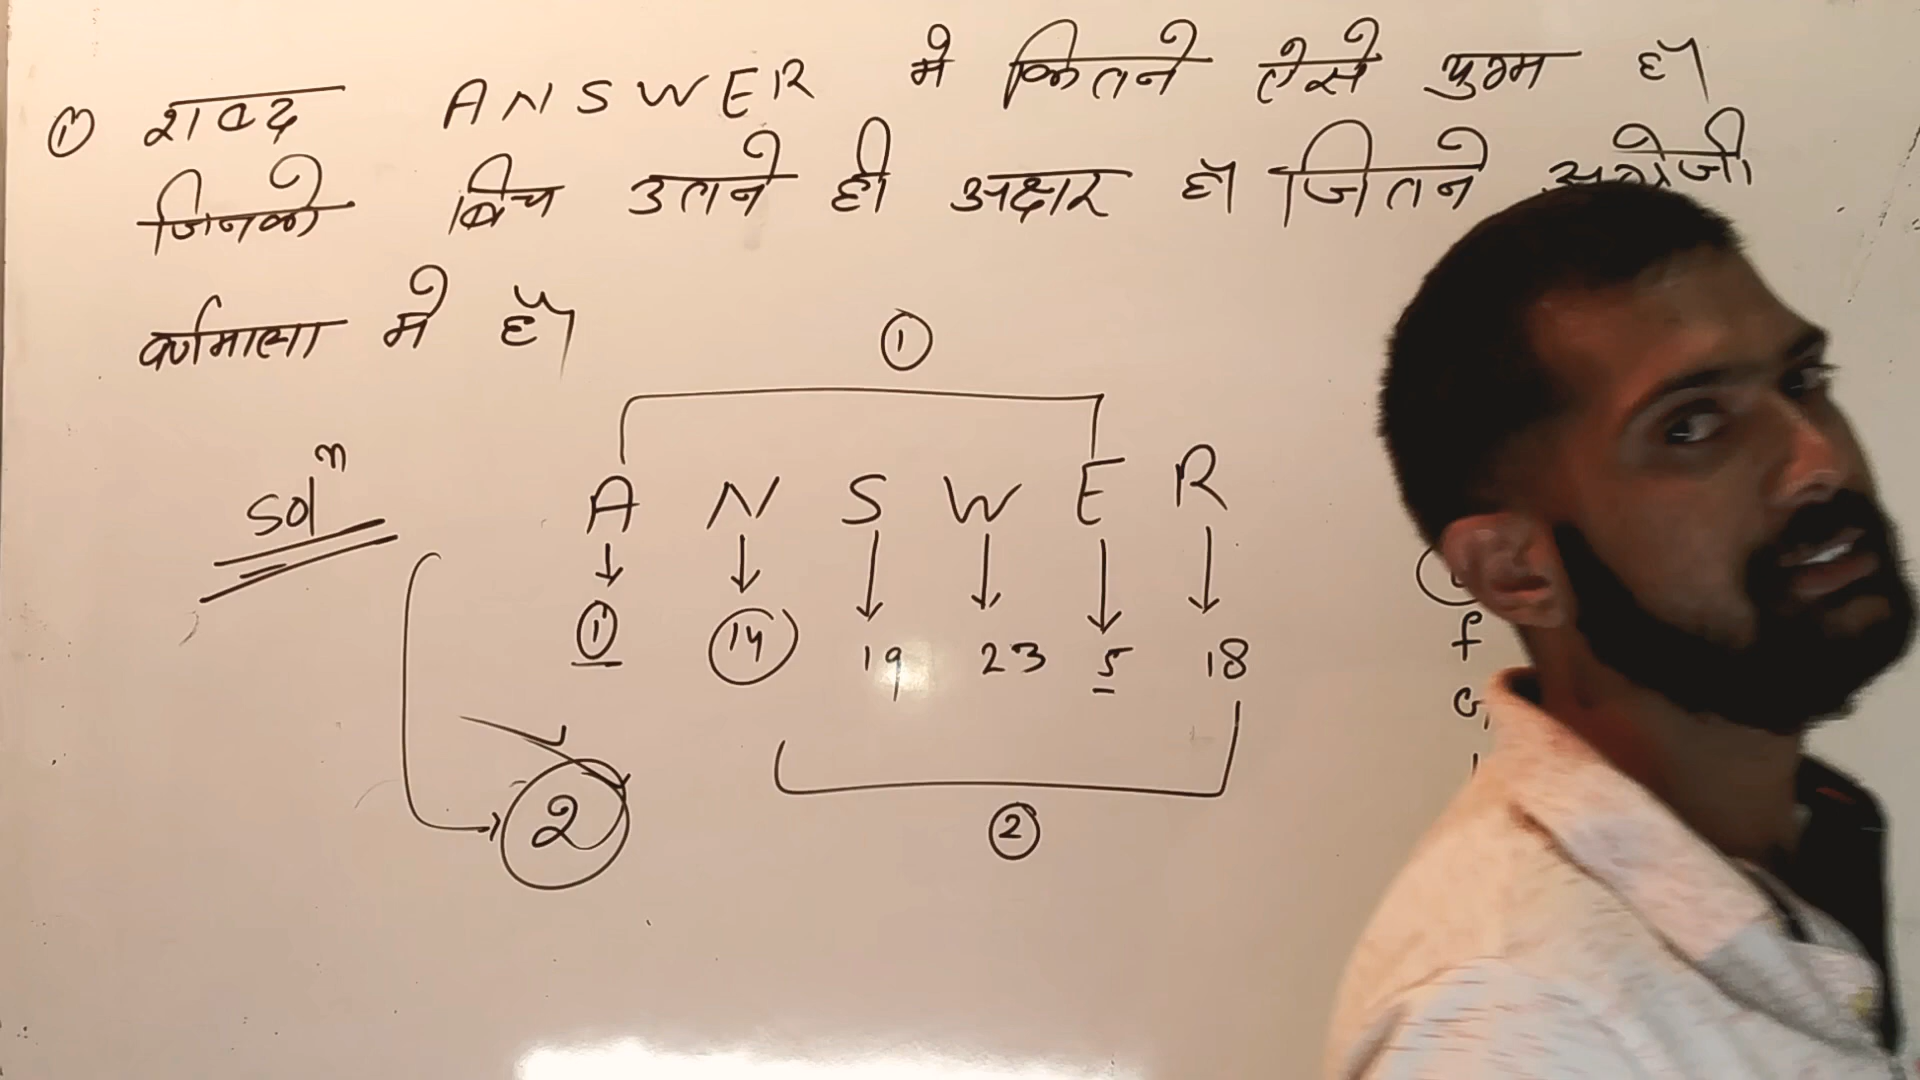 ① शब्द ANSWER मे कितने ऐसे युग्म है
जिनके बिच उतने ही अक्षर है जितने अंग्रेजी
वर्णमाला मे है
①
Solⁿ
A N S W E R
① ⑭ 19 23 5 18
f
G
②
②